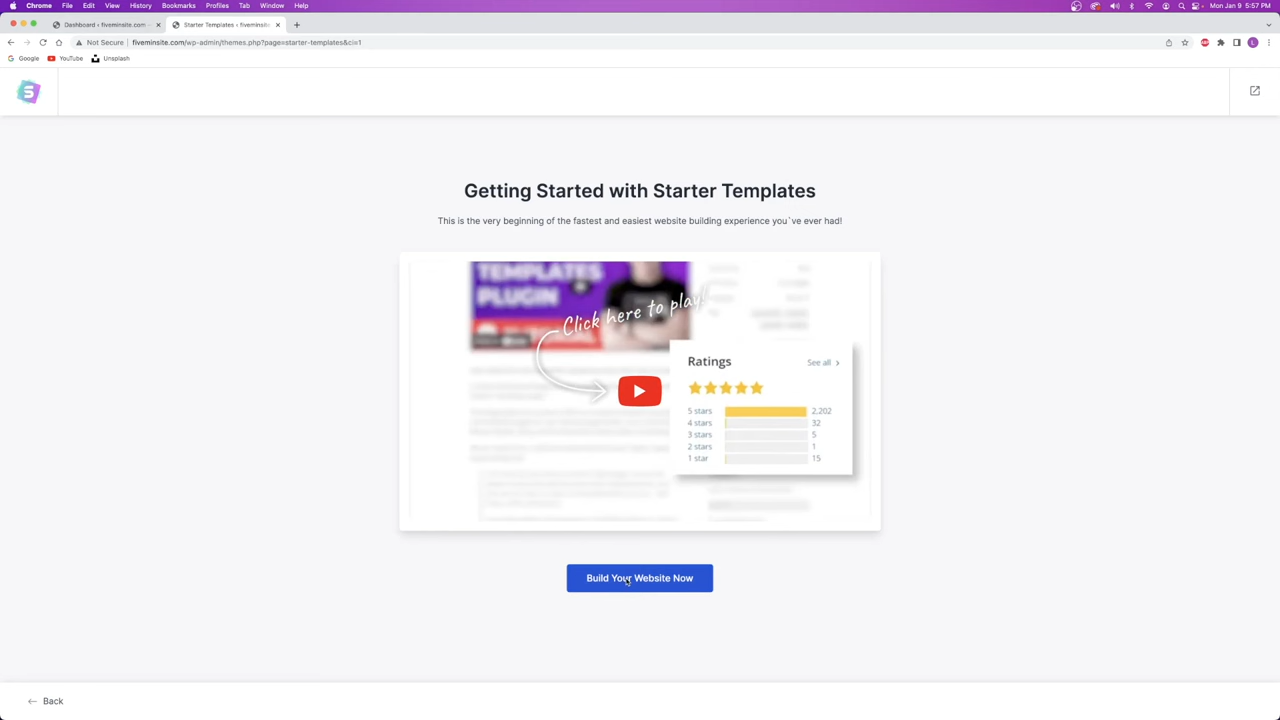 Chrome File Edit View History Bookmarks Profiles Tab Window Help Mon Jan 9 5:57 PM
Dashboard ‹ fiveminsite.com — Starter Templates ‹ fiveminsite
Not Secure fiveminsite.com/wp-admin/themes.php?page=starter-templates&ci=1
Google YouTube Unsplash
S
Getting Started with Starter Templates
This is the very beginning of the fastest and easiest website building experience you`ve ever had!
TEMPLATES
PLUGIN
Click here to play!
Ratings See all
5 stars 2,202
4 stars 32
3 stars 5
2 stars 1
1 star 15
Build Your Website Now
Back